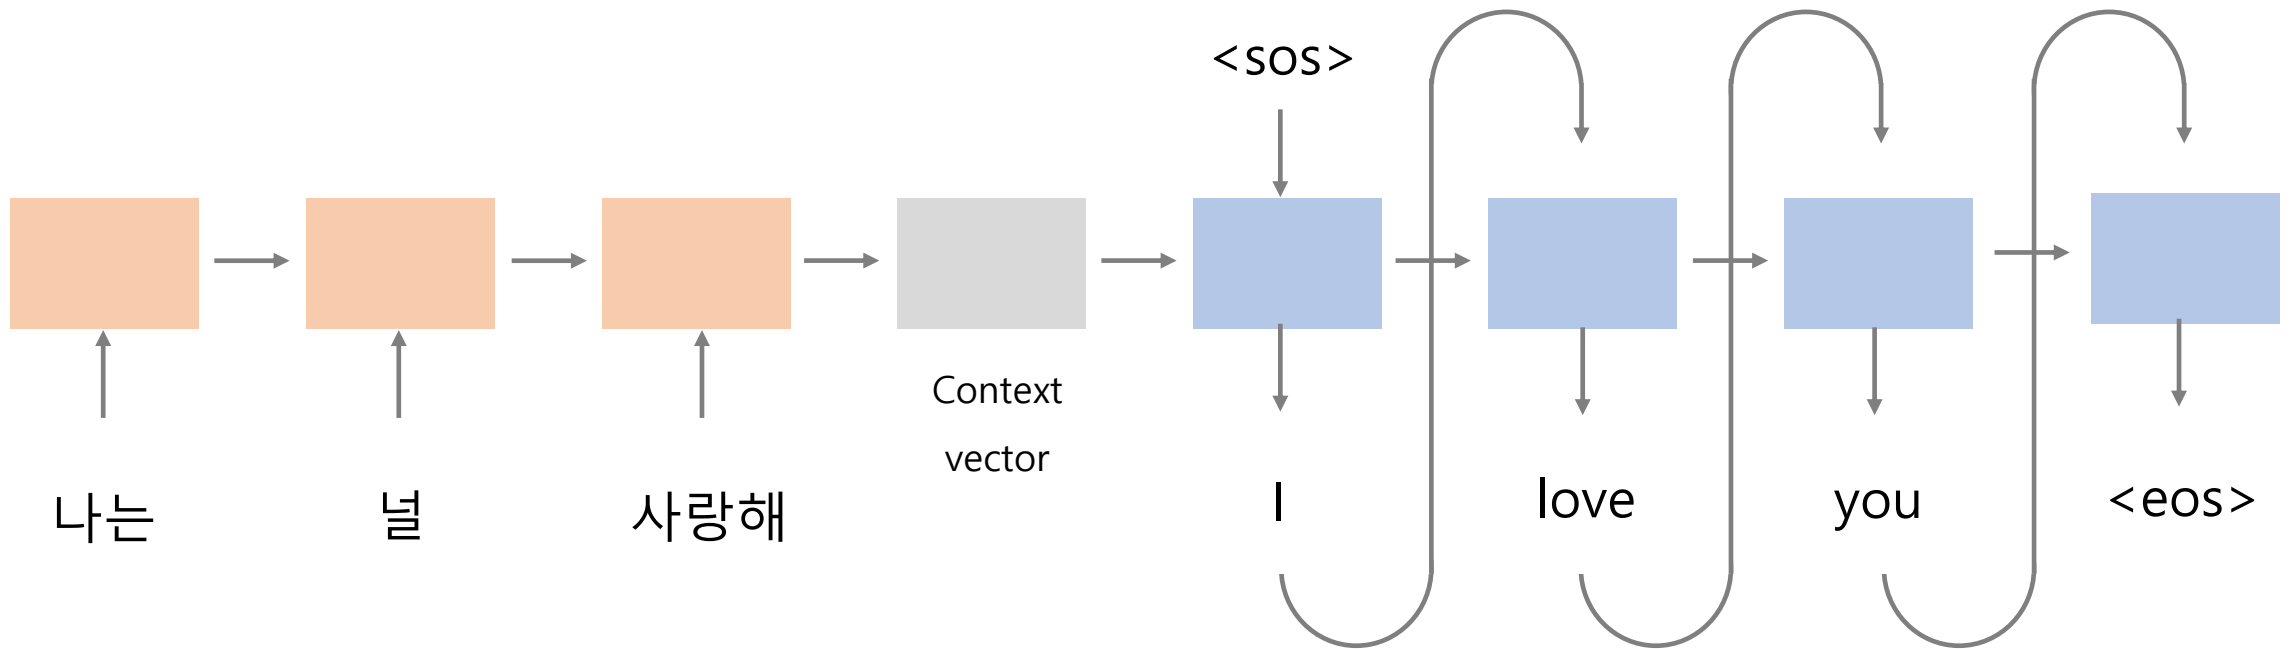 <sos>
Context
vector
나는 널 사랑해 I love you <eos>